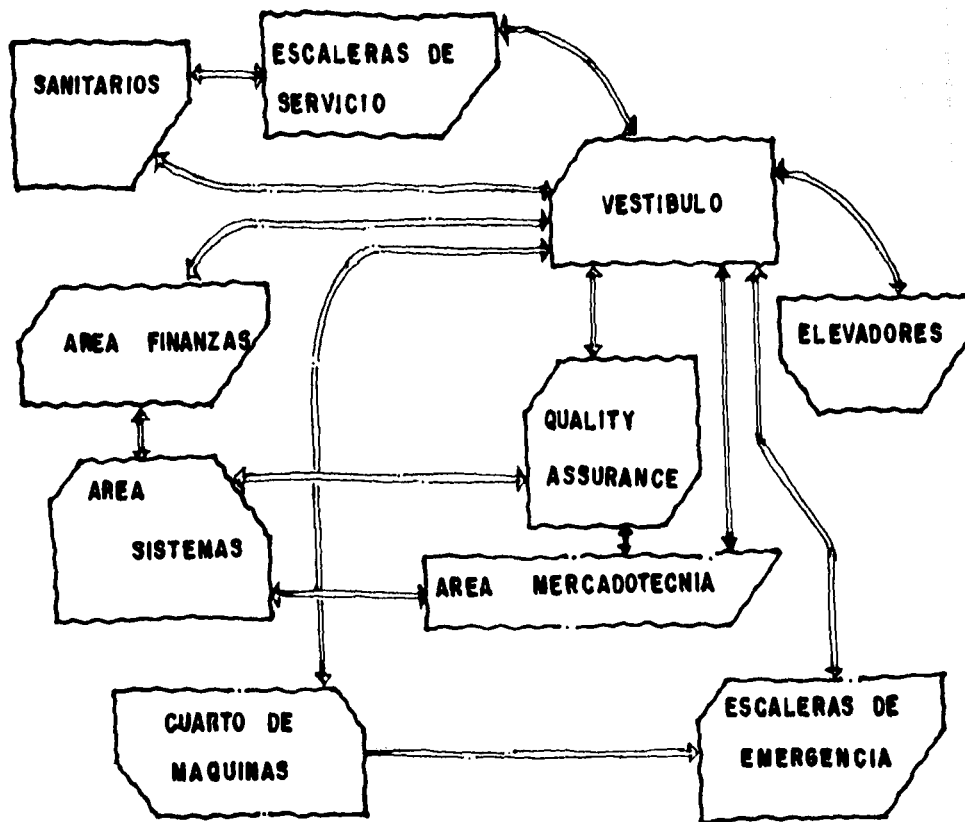 SANITARIOS
ESCALERAS DE
SERVICIO
VESTIBULO
AREA FINANZAS
ELEVADORES
QUALITY
ASSURANCE
AREA
SISTEMAS
AREA MERCADOTECNIA
CUARTO DE
MAQUINAS
ESCALERAS DE
EMERGENCIA